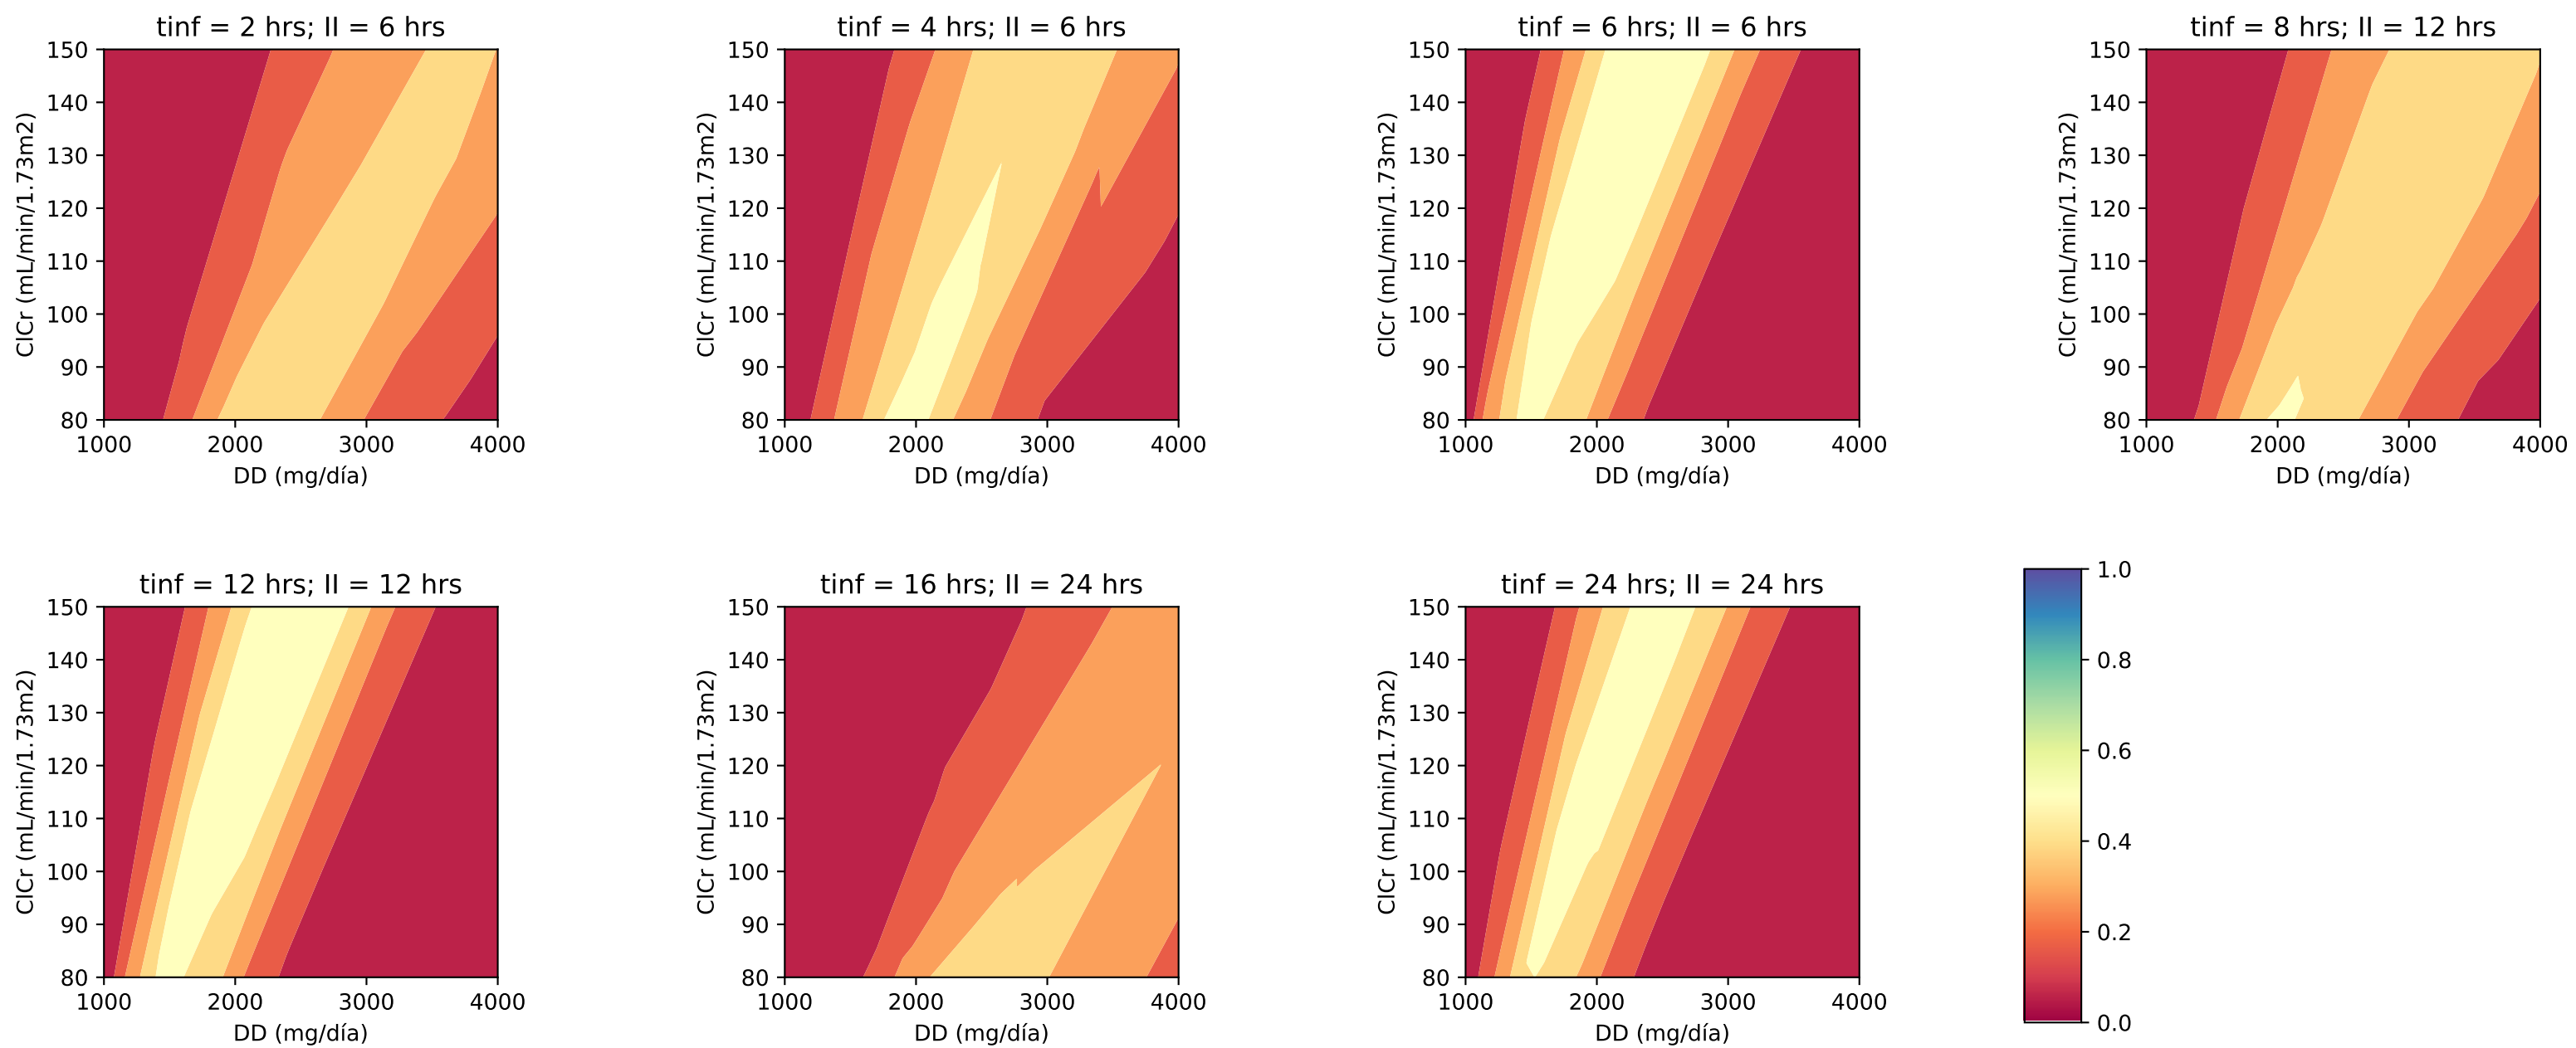 tinf = 2 hrs; II = 6 hrs
150
140
130
120
110
100
90
80
ClCr (mL/min/1.73m2)
1000 2000 3000 4000
DD (mg/día)
tinf = 4 hrs; II = 6 hrs
150
140
130
120
110
100
90
80
ClCr (mL/min/1.73m2)
1000 2000 3000 4000
DD (mg/día)
tinf = 6 hrs; II = 6 hrs
150
140
130
120
110
100
90
80
ClCr (mL/min/1.73m2)
1000 2000 3000 4000
DD (mg/día)
tinf = 8 hrs; II = 12 hrs
150
140
130
120
110
100
90
80
ClCr (mL/min/1.73m2)
1000 2000 3000 4000
DD (mg/día)
tinf = 12 hrs; II = 12 hrs
150
140
130
120
110
100
90
80
ClCr (mL/min/1.73m2)
1000 2000 3000 4000
DD (mg/día)
tinf = 16 hrs; II = 24 hrs
150
140
130
120
110
100
90
80
ClCr (mL/min/1.73m2)
1000 2000 3000 4000
DD (mg/día)
tinf = 24 hrs; II = 24 hrs
150
140
130
120
110
100
90
80
ClCr (mL/min/1.73m2)
1000 2000 3000 4000
DD (mg/día)
1.0
0.8
0.6
0.4
0.2
0.0